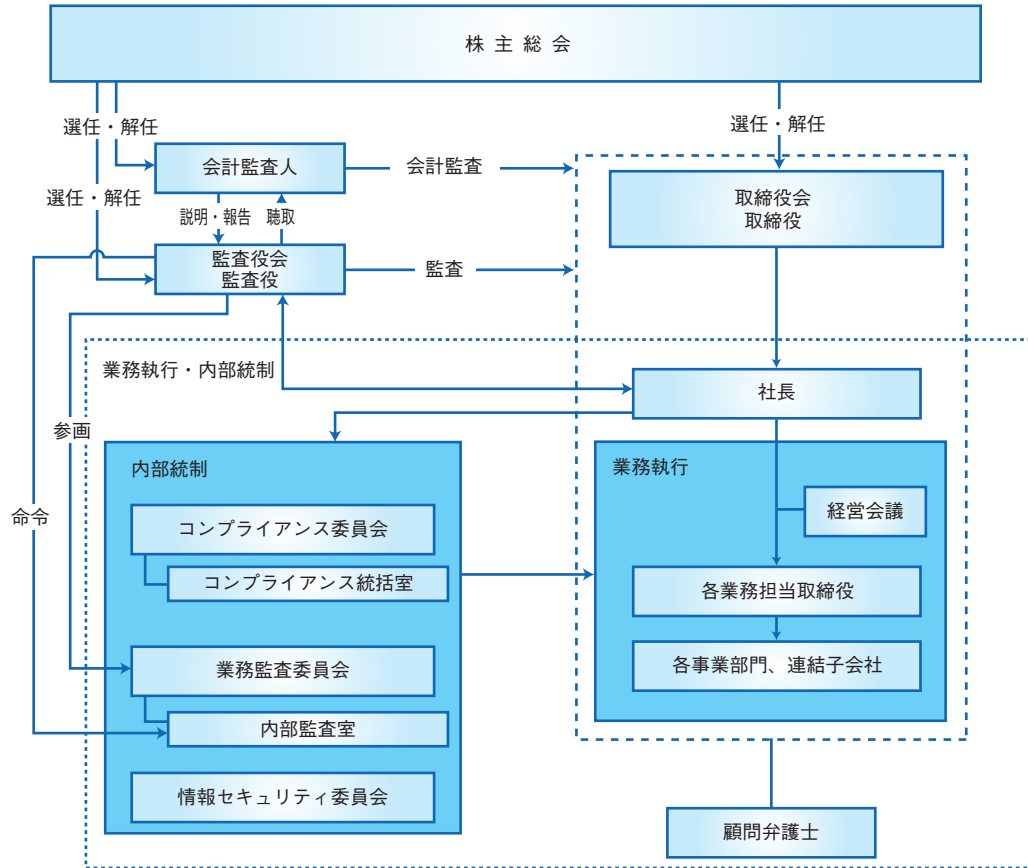 株 主 総 会
選任・解任
選任・解任
会計監査人
会計監査
選任・解任
取締役会
取締役
説明・報告
聴取
監査役会
監査役
監査
業務執行・内部統制
社長
参画
命令
内部統制
コンプライアンス委員会
コンプライアンス統括室
業務監査委員会
内部監査室
情報セキュリティ委員会
業務執行
経営会議
各業務担当取締役
各事業部門、連結子会社
顧問弁護士